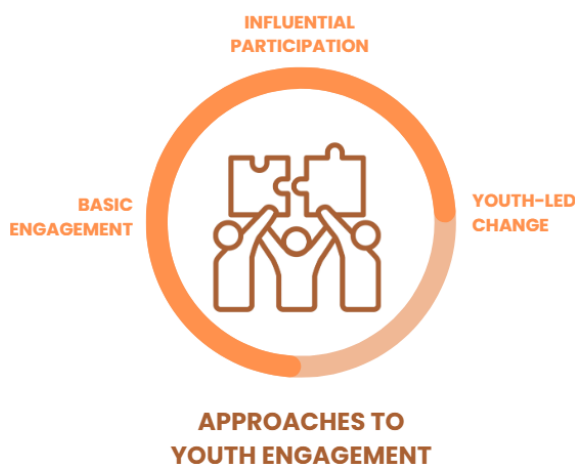 INFLUENTIAL
PARTICIPATION
BASIC
ENGAGEMENT
YOUTH-LED
CHANGE
APPROACHES TO
YOUTH ENGAGEMENT